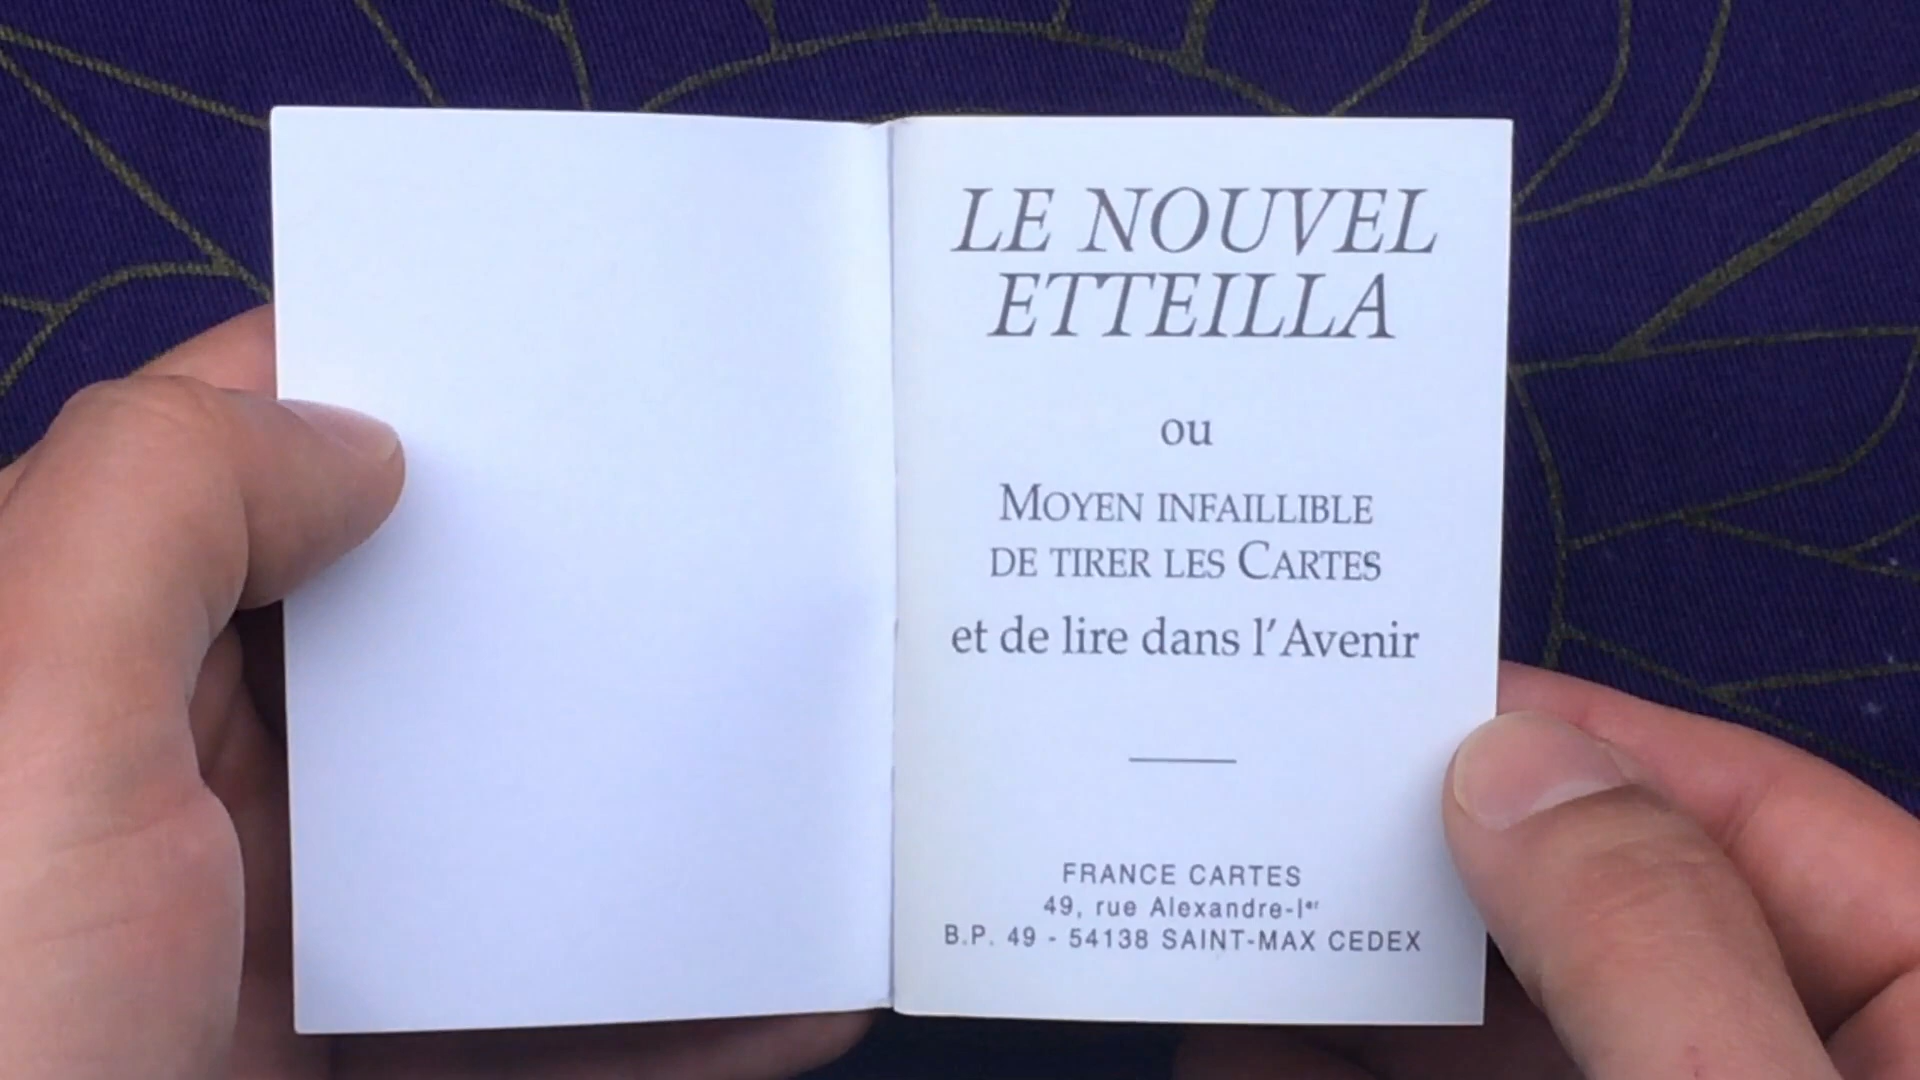 LE NOUVEL
ETTEILLA
ou
MOYEN INFAILLIBLE
DE TIRER LES CARTES
et de lire dans l'Avenir
FRANCE CARTES
49, rue Alexandre-Ier
B.P. 49 - 54138 SAINT-MAX CEDEX